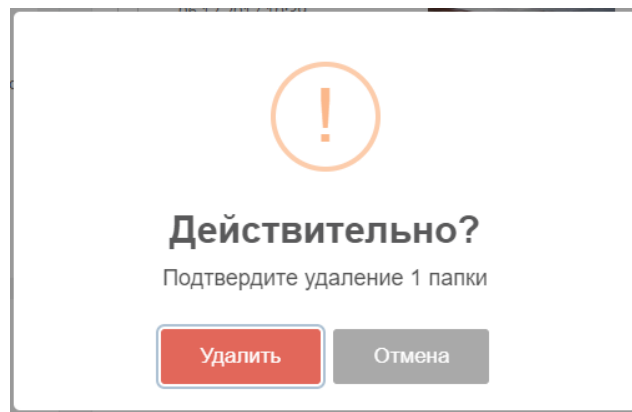 !
Действительно?
Подтвердите удаление 1 папки
Удалить
Отмена